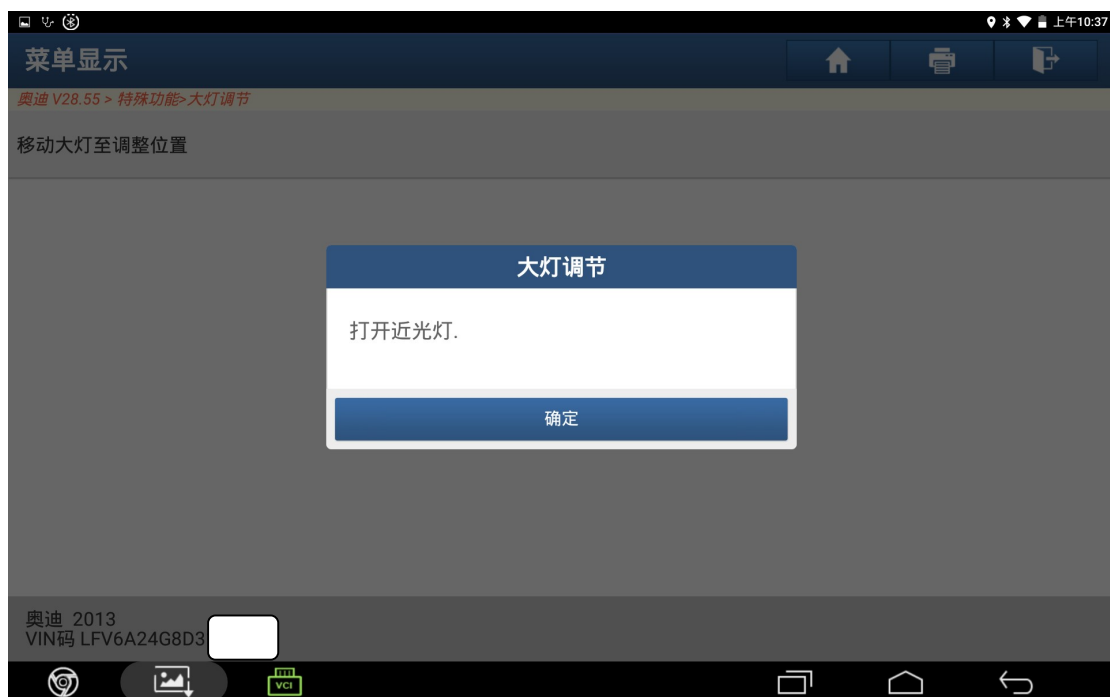 上午10:37
菜单显示
奥迪 V28.55 > 特殊功能>大灯调节
移动大灯至调整位置
大灯调节
打开近光灯.
确定
奥迪 2013
VIN码 LFV6A24G8D3
VCI